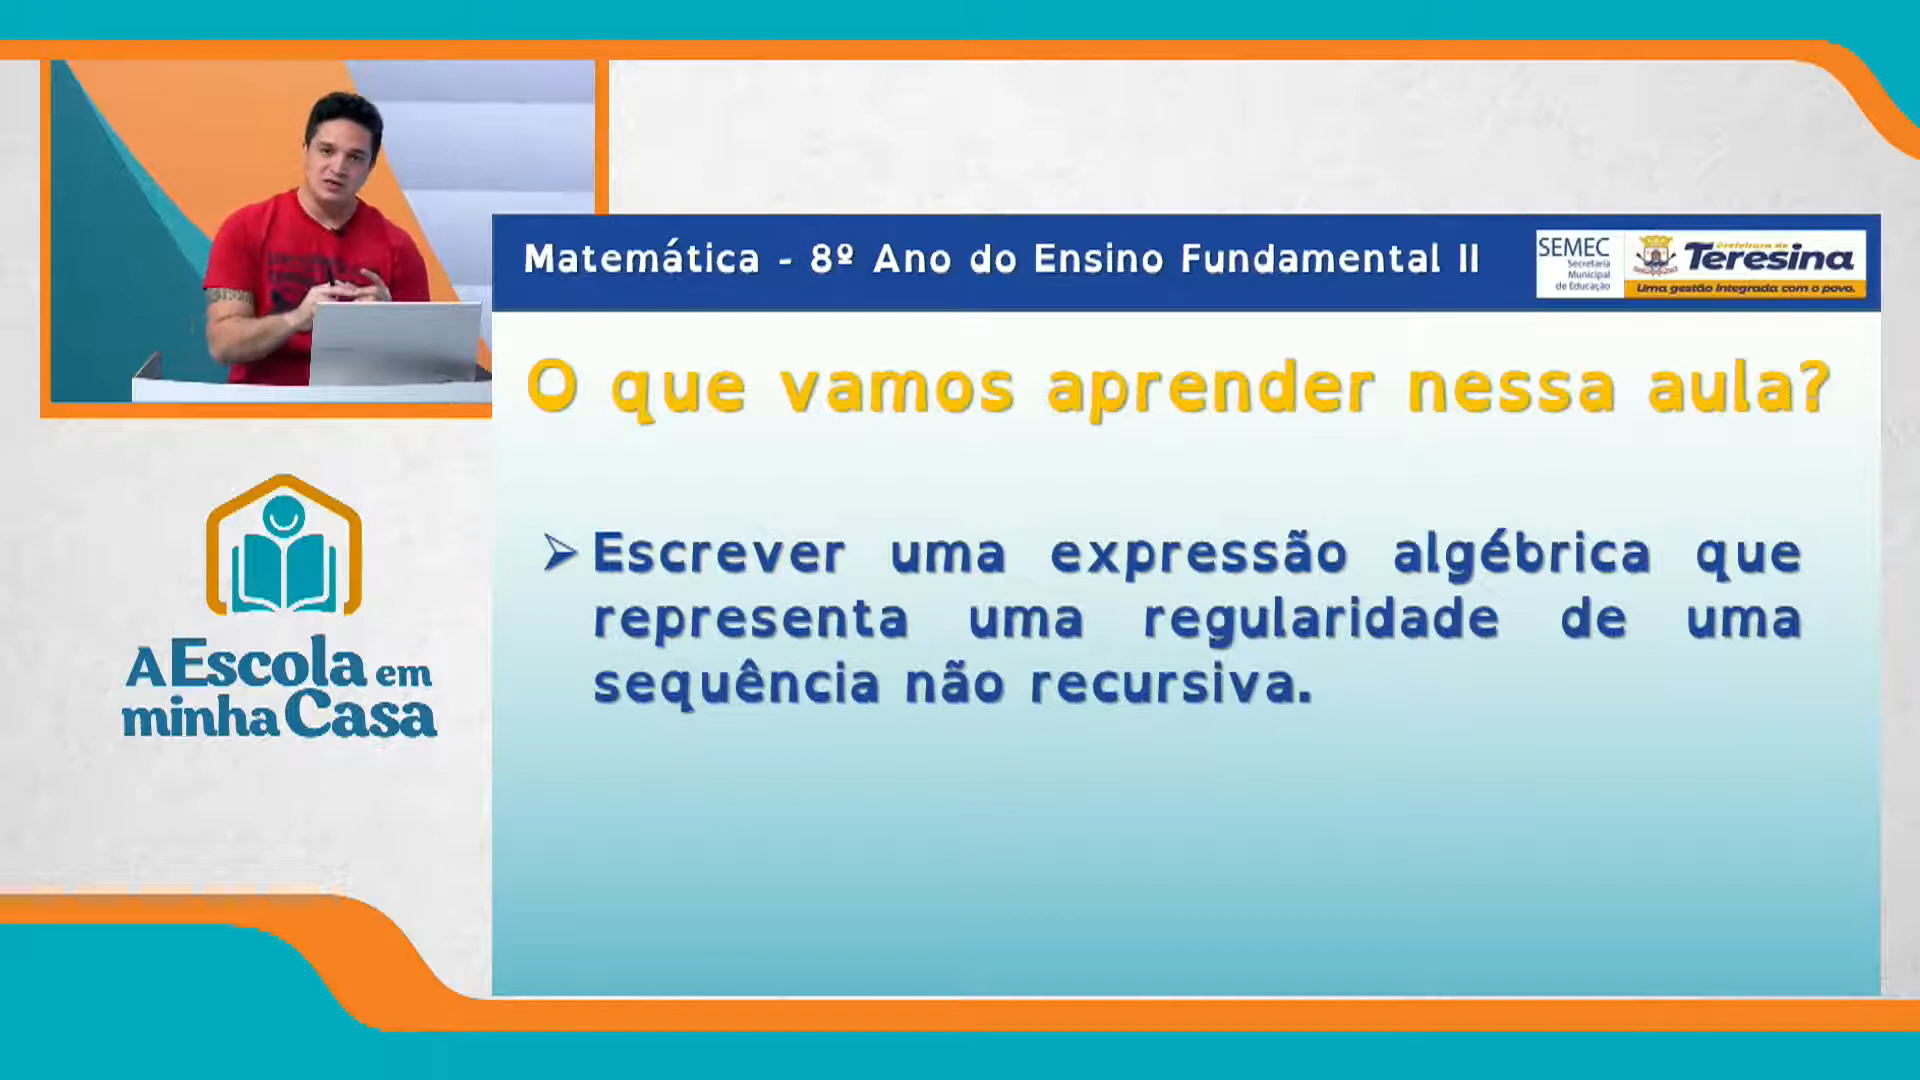 Matemática - 8º Ano do Ensino Fundamental II
SEMEC
Secretaria
Municipal
de Educação
Prefeitura de
Teresina
Uma gestão integrada com o povo.
O que vamos aprender nessa aula?
Escrever uma expressão algébrica que
representa uma regularidade de uma
sequência não recursiva.
A Escola em
minha Casa